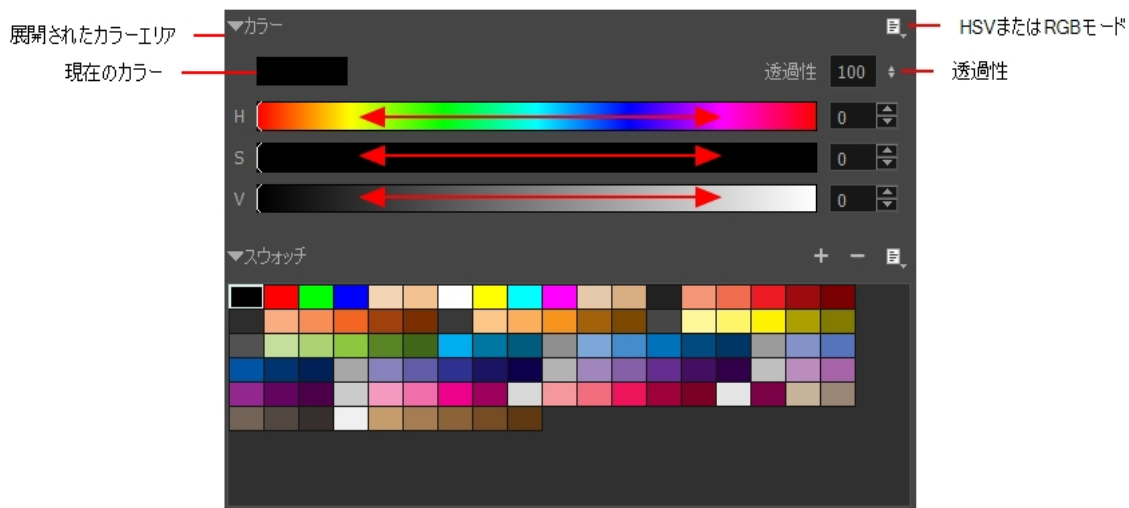 展開されたカラーエリア
カラー
HSVまたはRGBモード
現在のカラー
透過性 100
透過性
H 0
S 0
V 0
スウォッチ